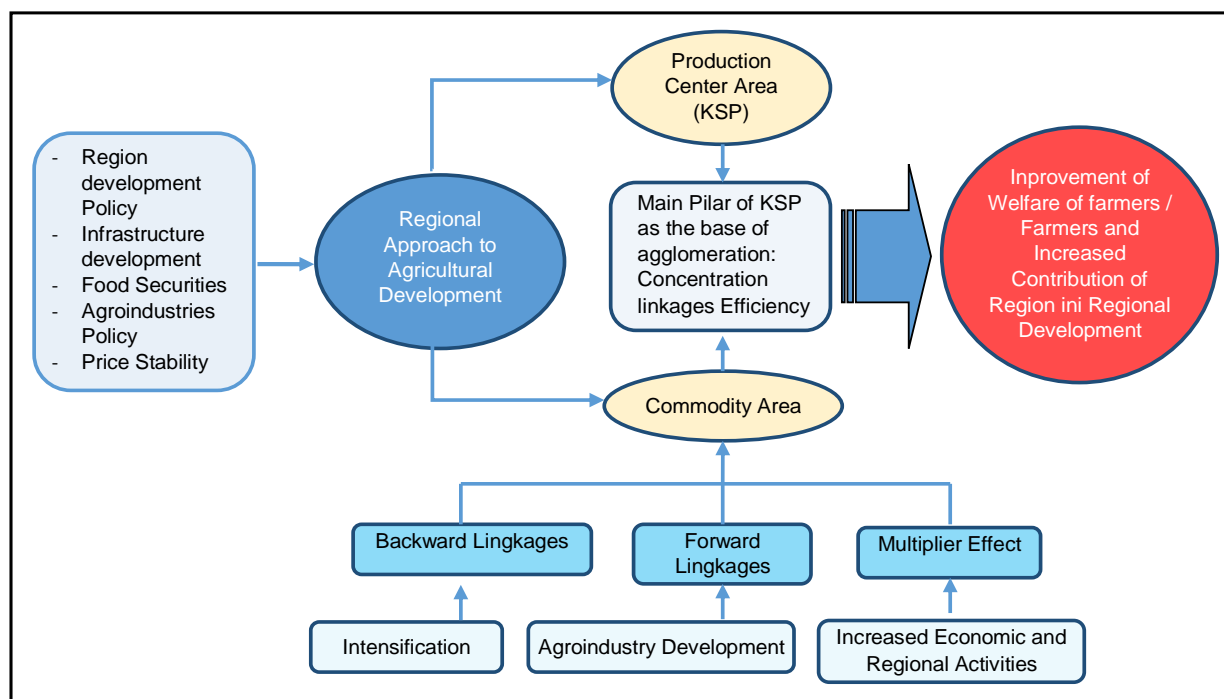 Production
Center Area
(KSP)
- Region
development
Policy
- Infrastructure
development
- Food Securities
- Agroindustries
Policy
- Price Stability
Regional
Approach to
Agricultural
Development
Main Pilar of KSP
as the base of
agglomeration:
Concentration
linkages Efficiency
Inprovement of
Welfare of farmers /
Farmers and
Increased
Contribution of
Region ini Regional
Development
Commodity Area
Backward Lingkages
Forward
Lingkages
Multiplier Effect
Intensification
Agroindustry Development
Increased Economic and
Regional Activities